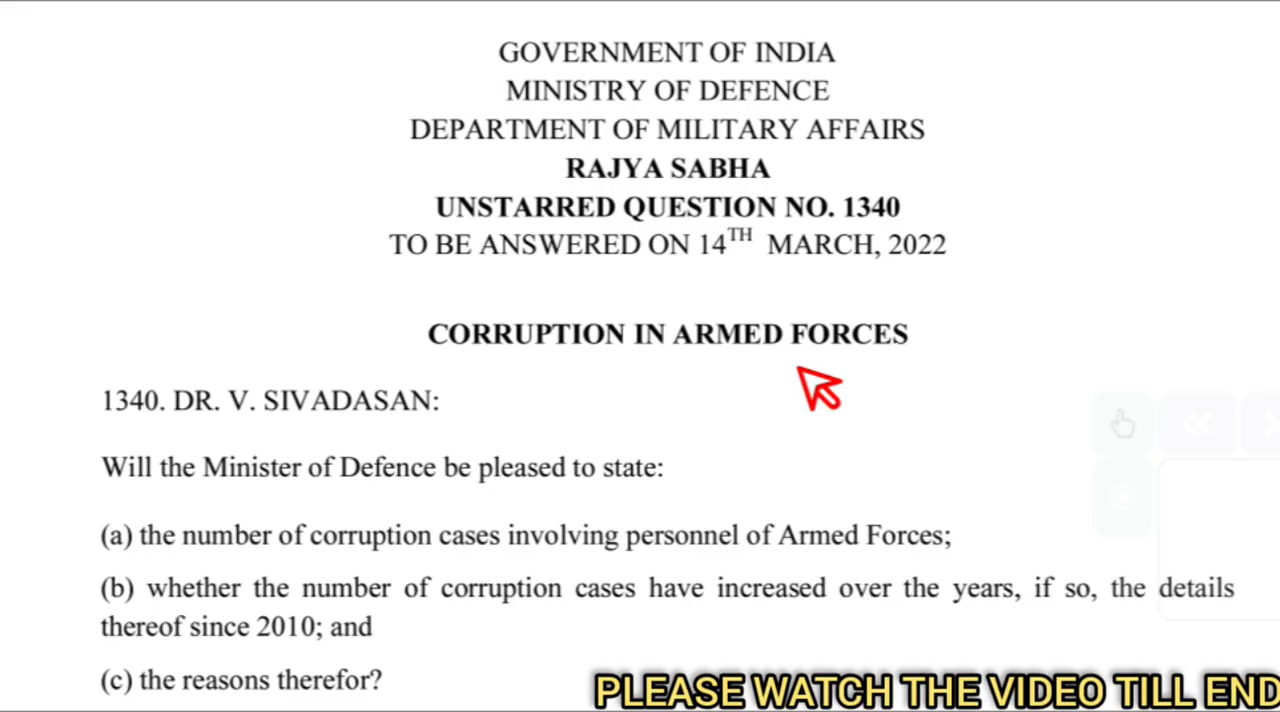 GOVERNMENT OF INDIA
MINISTRY OF DEFENCE
DEPARTMENT OF MILITARY AFFAIRS
RAJYA SABHA
UNSTARRED QUESTION NO. 1340
TO BE ANSWERED ON 14TH MARCH, 2022
CORRUPTION IN ARMED FORCES
1340. DR. V. SIVADASAN:
Will the Minister of Defence be pleased to state:
(a) the number of corruption cases involving personnel of Armed Forces;
(b) whether the number of corruption cases have increased over the years, if so, the details
thereof since 2010; and
(c) the reasons therefor?
PLEASE WATCH THE VIDEO TILL END